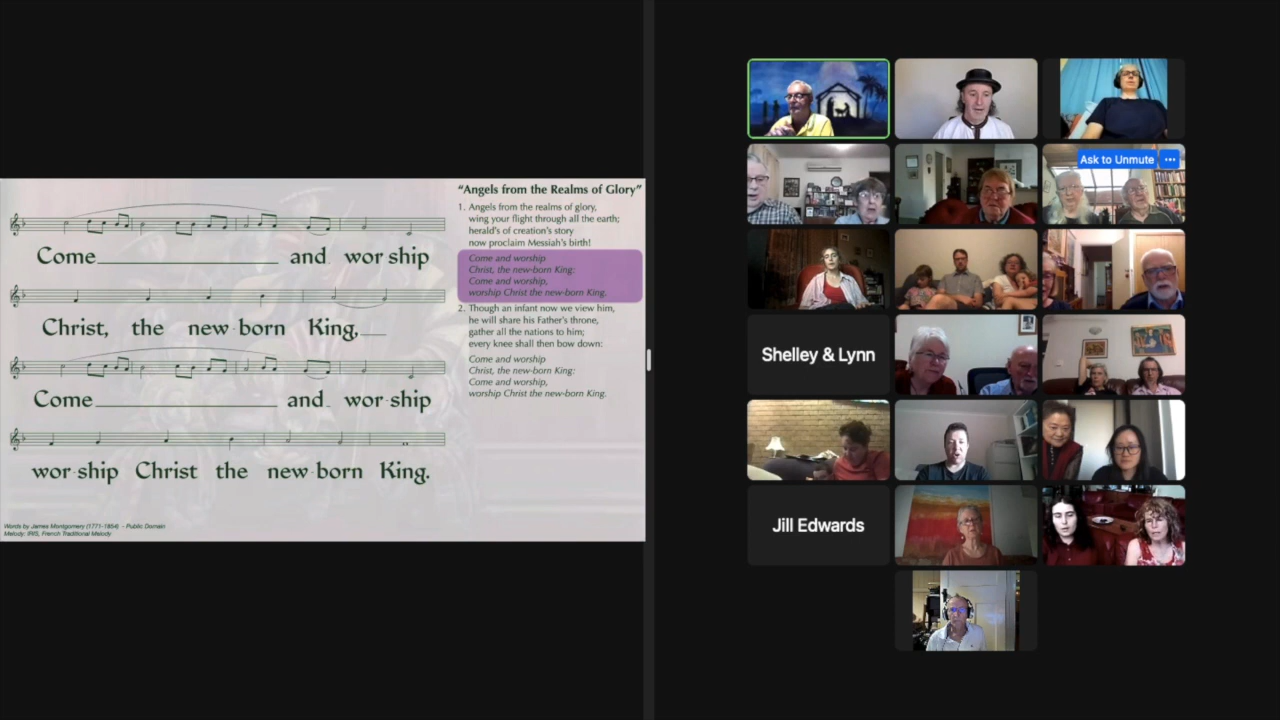 Come____________________ and wor ship
Christ, the new-born King,___
Come____________________ and_ wor-ship
wor-ship Christ the new-born King.
Words by James Montgomery (1771-1854) - Public Domain
Melody: IRIS, French Traditional Melody
“Angels from the Realms of Glory”
1. Angels from the realms of glory,
wing your flight through all the earth;
herald's of creation's story
now proclaim Messiah's birth!
Come and worship
Christ, the new-born King:
Come and worship,
worship Christ the new-born King.
2. Though an infant now we view him,
he will share his Father's throne,
gather all the nations to him;
every knee shall then bow down:
Come and worship
Christ, the new-born King:
Come and worship,
worship Christ the new-born King.
Ask to Unmute ...
Shelley & Lynn
Jill Edwards